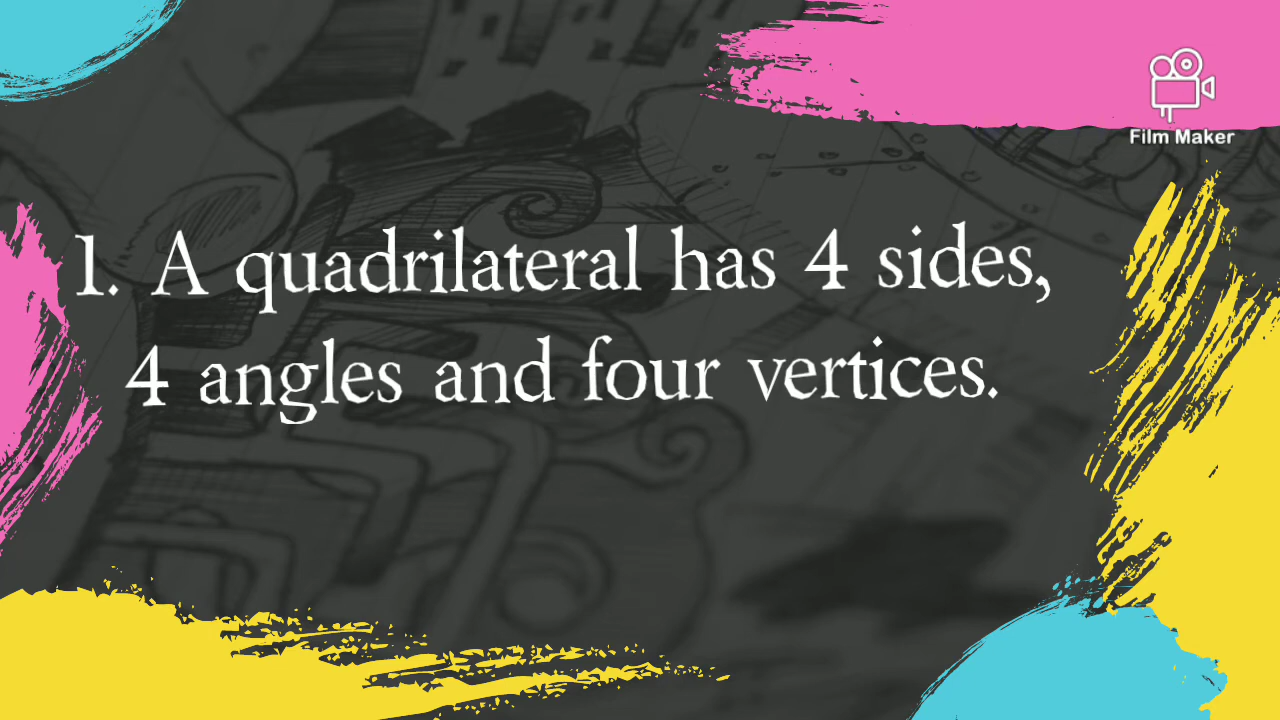 Film Maker
1. A quadrilateral has 4 sides,
4 angles and four vertices.